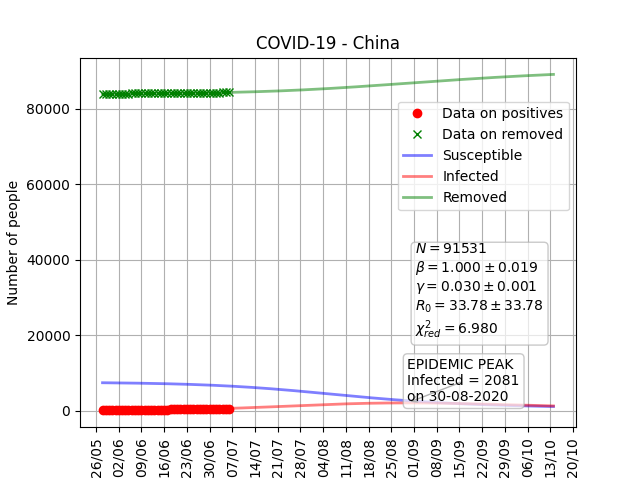 COVID-19 - China
Number of people
80000
60000
40000
20000
0
Data on positives
Data on removed
Susceptible
Infected
Removed
N = 91531
β = 1.000 ± 0.019
γ = 0.030 ± 0.001
R₀ = 33.78 ± 33.78
χ²red = 6.980
EPIDEMIC PEAK
Infected = 2081
on 30-08-2020
26/05 02/06 09/06 16/06 23/06 30/06 07/07 14/07 21/07 28/07 04/08 11/08 18/08 25/08 01/09 08/09 15/09 22/09 29/09 06/10 13/10 20/10